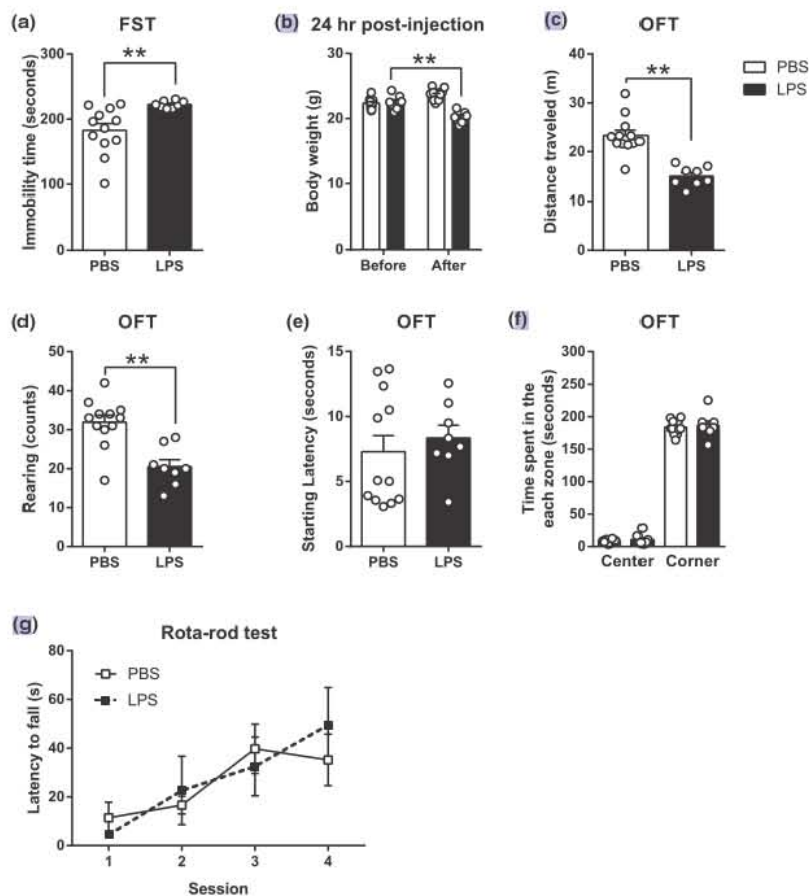 (a) FST
**
Immobility time (seconds)
200
100
0
PBS LPS
(b) 24 hr post-injection
**
Body weight (g)
30
20
10
0
Before After
(c) OFT
**
Distance traveled (m)
40
30
20
10
0
PBS LPS
PBS
LPS
(d) OFT
**
Rearing (counts)
50
40
30
20
10
0
PBS LPS
(e) OFT
Starting Latency (seconds)
15
10
5
0
PBS LPS
(f) OFT
Time spent in the
each zone (seconds)
300
250
200
150
100
50
0
Center Corner
(g) Rota-rod test
PBS
LPS
Latency to fall (s)
80
60
40
20
0
1 2 3 4
Session